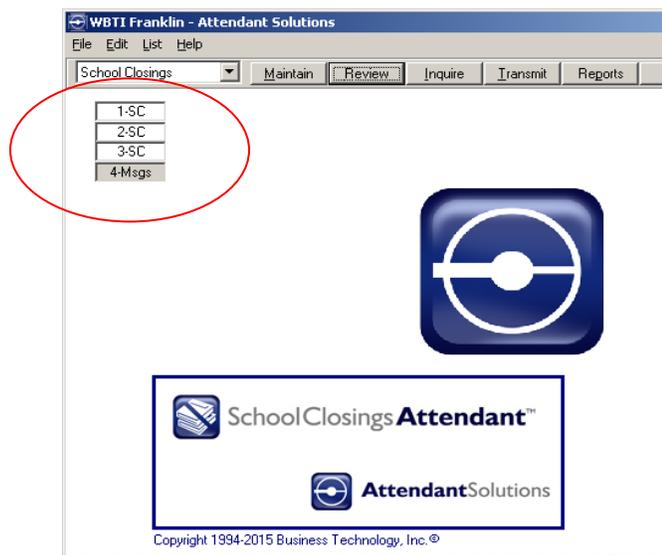 WBTI Franklin - Attendant Solutions
File Edit List Help
School Closings Maintain Review Inquire Transmit Reports
1-SC
2-SC
3-SC
4-Msgs
SchoolClosingsAttendant™
AttendantSolutions
Copyright 1994-2015 Business Technology, Inc.©